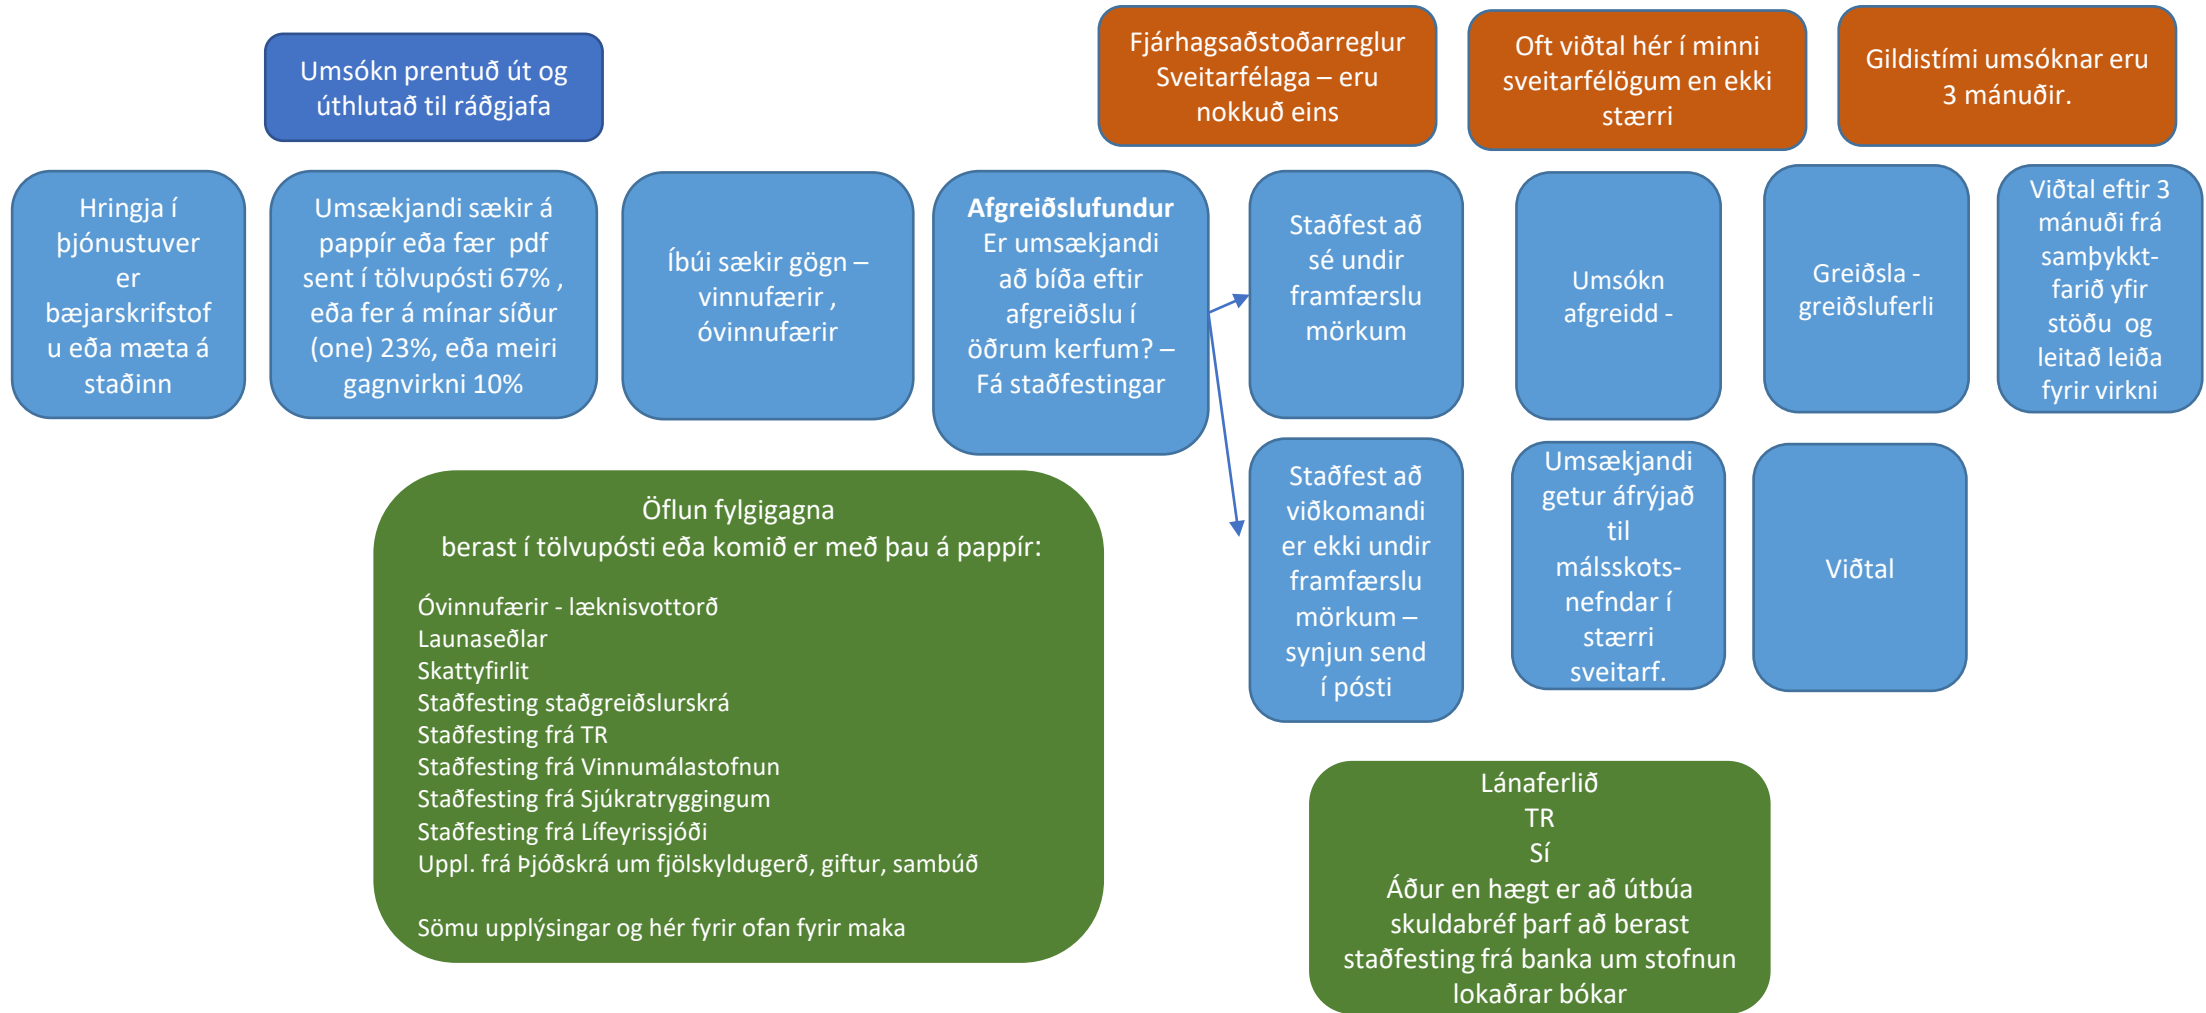 Umsókn prentuð út og
úthlutað til ráðgjafa
Fjárhagsaðstoðarreglur
Sveitarfélaga – eru
nokkuð eins
Oft viðtal hér í minni
sveitarfélögum en ekki
stærri
Gildistími umsóknar eru
3 mánuðir.
Hringja í
þjónustuver
er
bæjarskrifstof
u eða mæta á
staðinn
Umsækjandi sækir á
pappír eða fær pdf
sent í tölvupósti 67% ,
eða fer á mínar síður
(one) 23%, eða meiri
gagnvirkni 10%
Íbúi sækir gögn –
vinnufærir ,
óvinnufærir
Afgreiðslufundur
Er umsækjandi
að bíða eftir
afgreiðslu í
öðrum kerfum? –
Fá staðfestingar
Staðfest að
sé undir
framfærslu
mörkum
Umsókn
afgreidd -
Greiðsla -
greiðsluferli
Viðtal eftir 3
mánuði frá
samþykkt-
farið yfir
stöðu og
leitað leiða
fyrir virkni
Staðfest að
viðkomandi
er ekki undir
framfærslu
mörkum –
synjun send
í pósti
Umsækjandi
getur áfrýjað
til
málsskots-
nefndar í
stærri
sveitarf.
Viðtal
Öflun fylgigagna
berast í tölvupósti eða komið er með þau á pappír:
Óvinnufærir - læknisvottorð
Launaseðlar
Skattyfirlit
Staðfesting staðgreiðslurskrá
Staðfesting frá TR
Staðfesting frá Vinnumálastofnun
Staðfesting frá Sjúkratryggingum
Staðfesting frá Lífeyrissjóði
Uppl. frá Þjóðskrá um fjölskyldugerð, giftur, sambúð
Sömu upplýsingar og hér fyrir ofan fyrir maka
Lánaferlið
TR
Sí
Áður en hægt er að útbúa
skuldabréf þarf að berast
staðfesting frá banka um stofnun
lokaðrar bókar